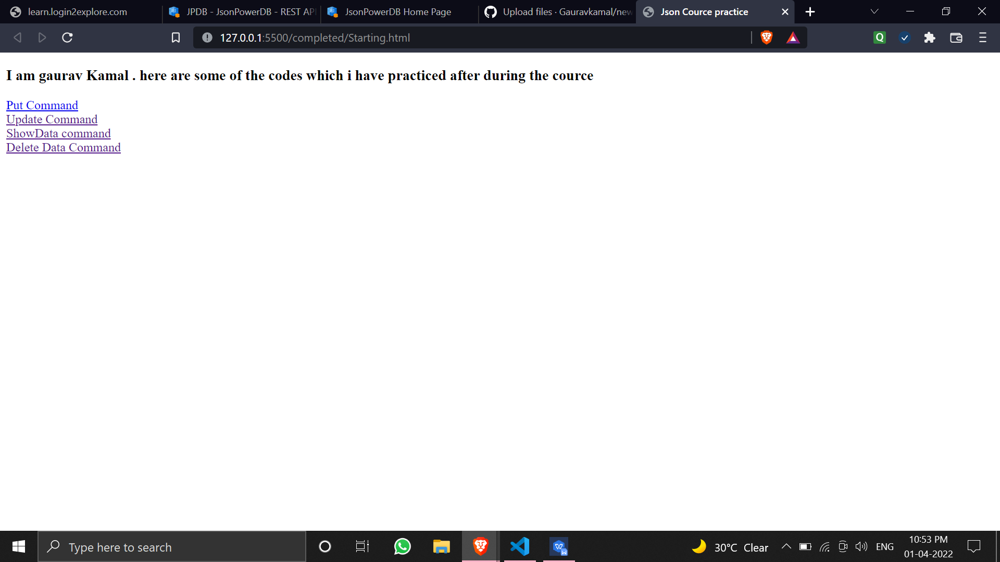 learn.login2explore.com
JPDB - JsonPowerDB - REST API
JsonPowerDB Home Page
Upload files · Gauravkamal/new
Json Cource practice
127.0.0.1:5500/completed/Starting.html
Q
I am gaurav Kamal . here are some of the codes which i have practiced after during the cource
Put Command
Update Command
ShowData command
Delete Data Command
Type here to search
30°C Clear
ENG
10:53 PM
01-04-2022